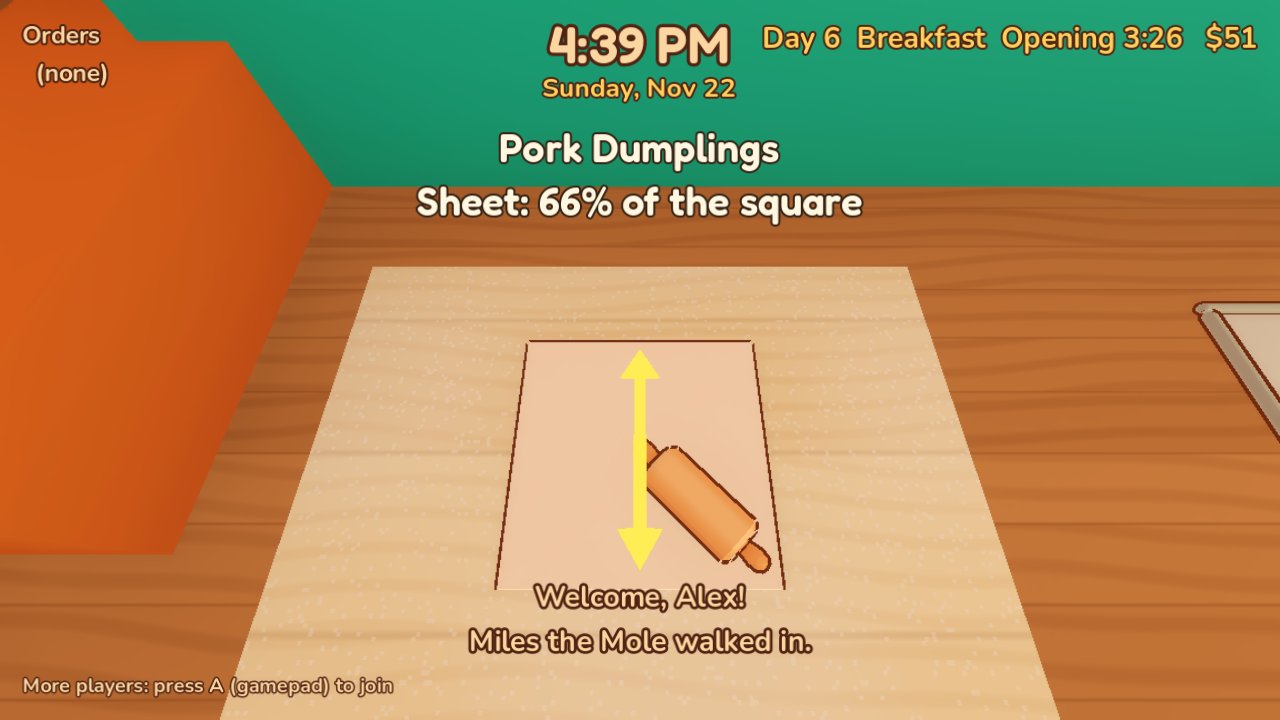 Orders
(none)
4:39 PM
Sunday, Nov 22
Day 6 Breakfast Opening 3:26 $51
Pork Dumplings
Sheet: 66% of the square
Welcome, Alex!
Miles the Mole walked in.
More players: press A (gamepad) to join